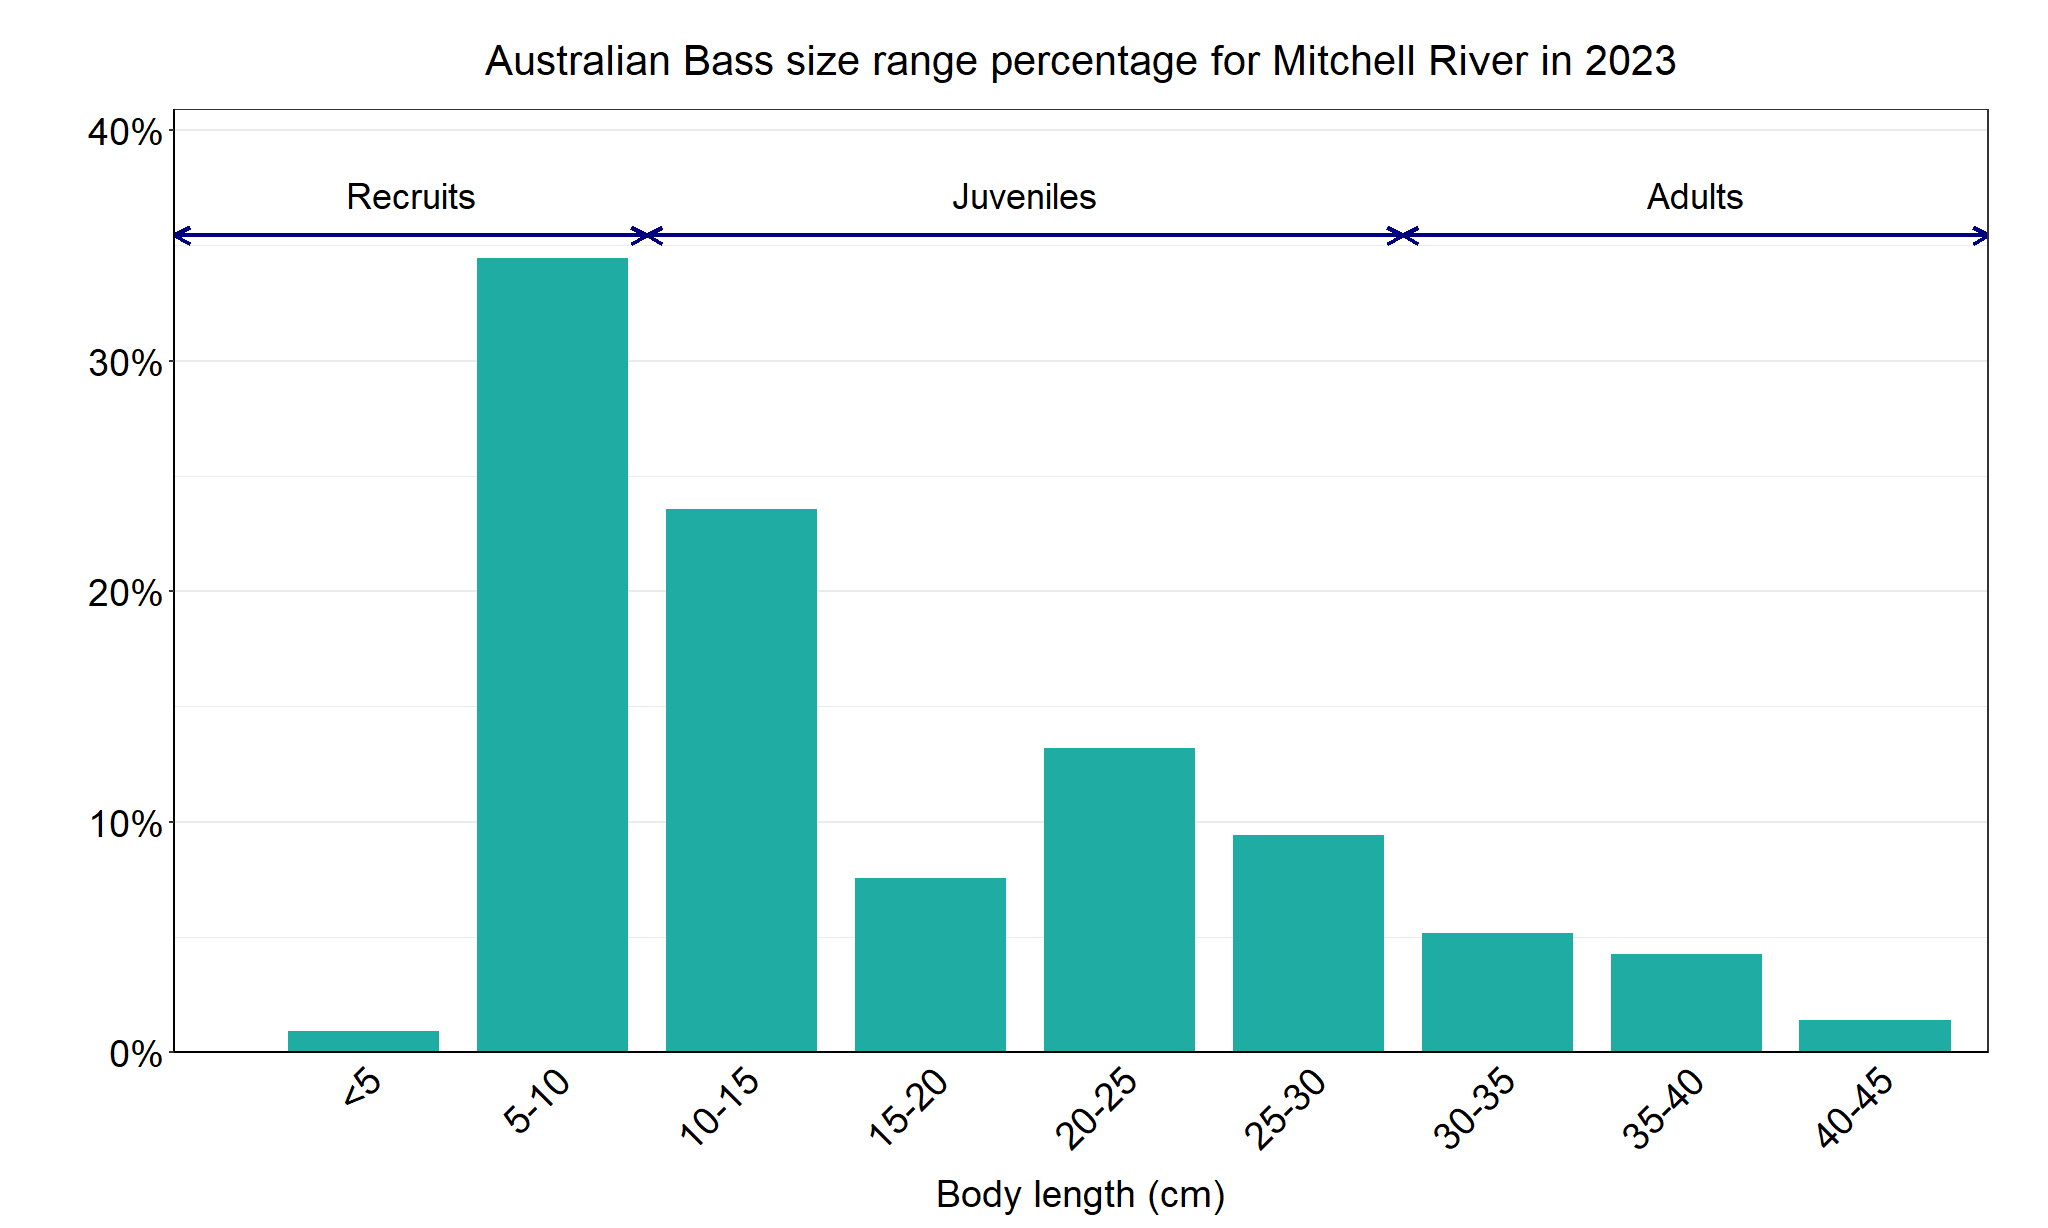 Australian Bass size range percentage for Mitchell River in 2023
40%
Recruits Juveniles Adults
30%
20%
10%
0%
<5 5-10 10-15 15-20 20-25 25-30 30-35 35-40 40-45
Body length (cm)